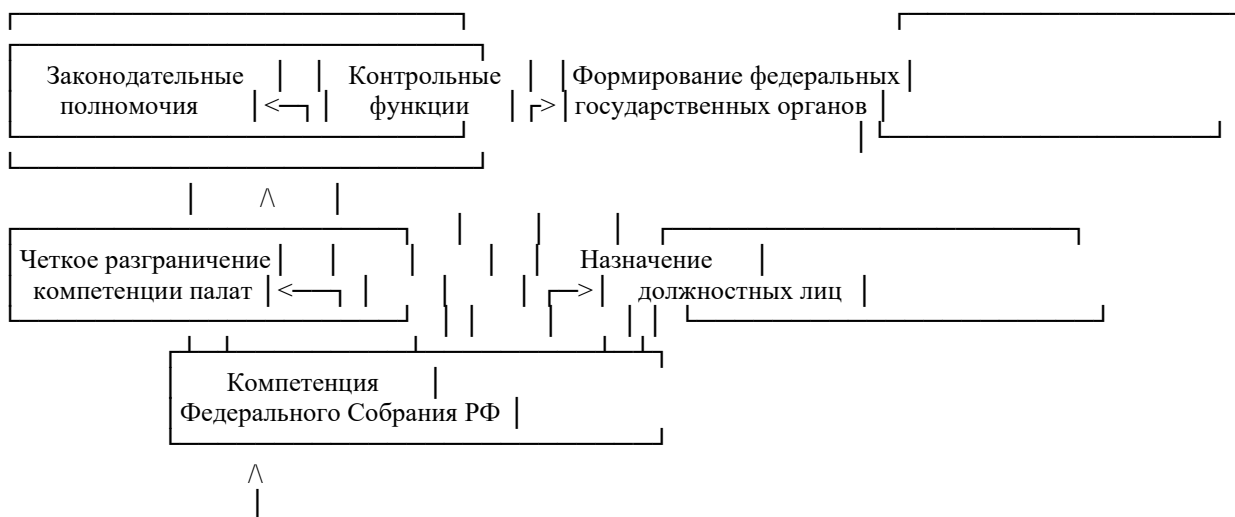 Законодательные Контрольные Формирование федеральных
полномочия функции государственных органов
Четкое разграничение Назначение
компетенции палат должностных лиц
Компетенция
Федерального Собрания РФ